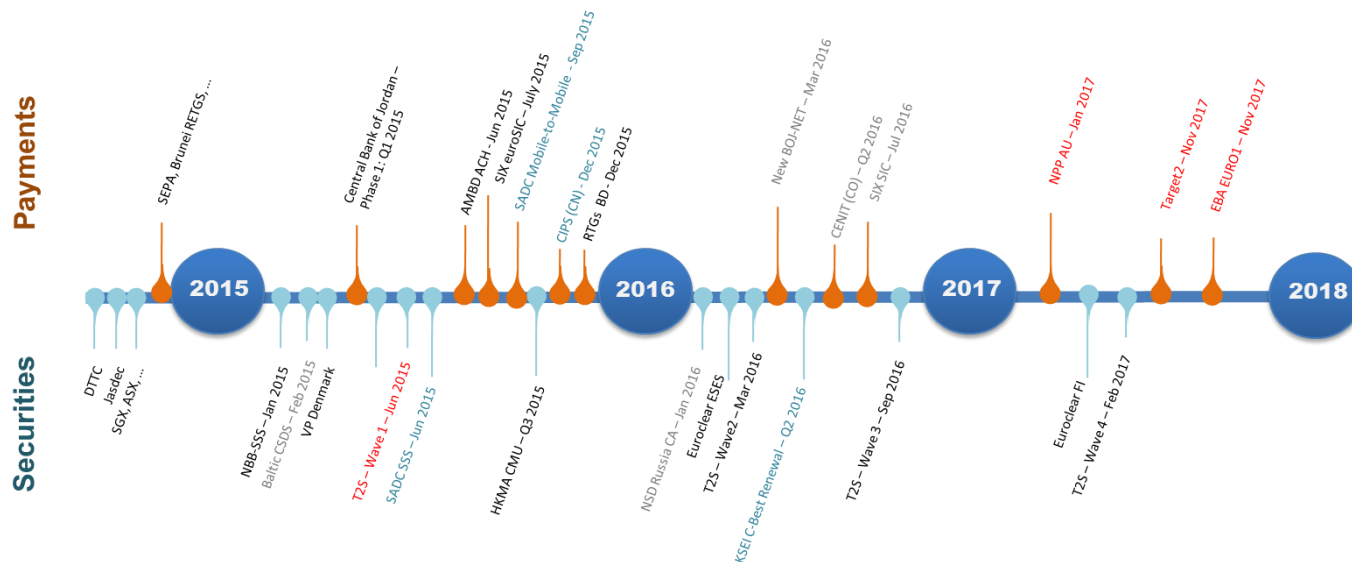 Payments
SEPA, Brunei RETGS, ...
Central Bank of Jordan –
Phase 1: Q1 2015
AMBD ACH - Jun 2015
SIX euroSIC – July 2015
SADC Mobile-to-Mobile - Sep 2015
CIPS (CN) - Dec 2015
RTGs BD - Dec 2015
New BOJ-NET – Mar 2016
CENIT (CO) – Q2 2016
SIX SIC – Jul 2016
NPP AU – Jan 2017
Target2 – Nov 2017
EBA EURO1 – Nov 2017
2015
2016
2017
2018
Securities
DTTC
Jasdec
SGX, ASX, ...
NBB-SSS – Jan 2015
Baltic CSDS – Feb 2015
VP Denmark
T2S – Wave 1 – Jun 2015
SADC SSS – Jun 2015
HKMA CMU – Q3 2015
NSD Russia CA – Jan 2016
Euroclear ESES
T2S – Wave2 – Mar 2016
KSEI C-Best Renewal – Q2 2016
T2S – Wave 3 – Sep 2016
Euroclear FI
T2S – Wave 4 – Feb 2017